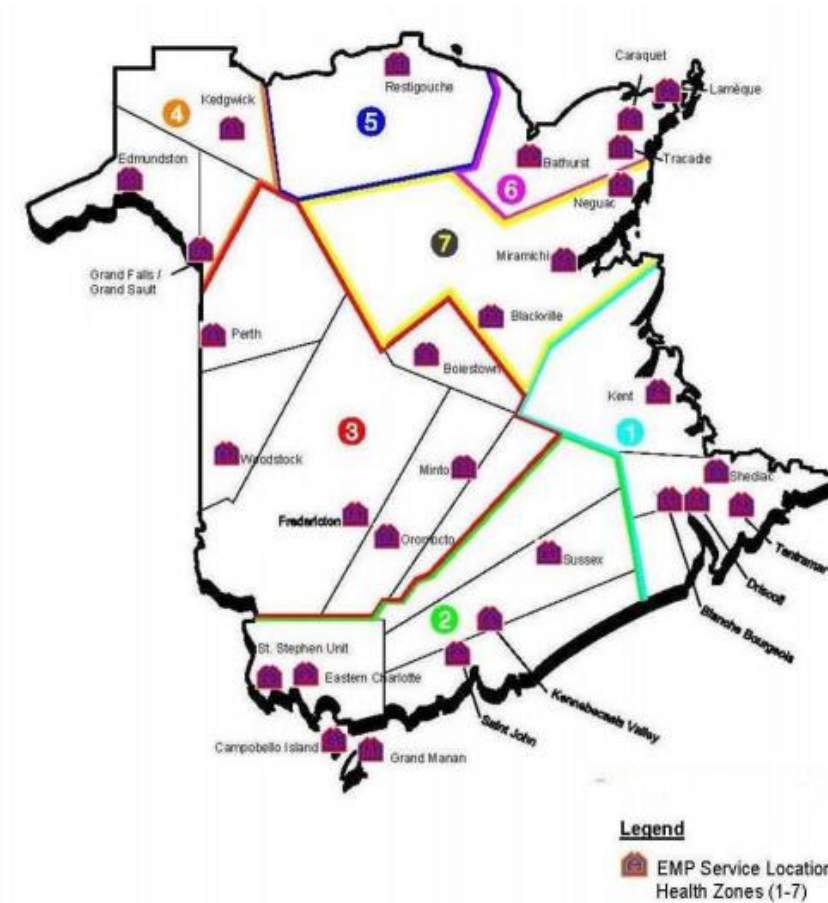 Caraquet
Restigouche
Lamèque
Kedgwick
4
5
Bathurst
Tracadie
Edmundston
6
Neguac
7
Miramichi
Grand Falls /
Grand Sault
Blackville
Perth
Boiestown
Kent
3
1
Woodstock
Minto
Shediac
Fredericton
Oromocto
Tantramar
Sussex
Driscoll
2
Blanche Bourgeois
St. Stephen Unit
Eastern Charlotte
Kennebecasis Valley
Saint John
Campobello Island
Grand Manan
Legend
EMP Service Location
Health Zones (1-7)